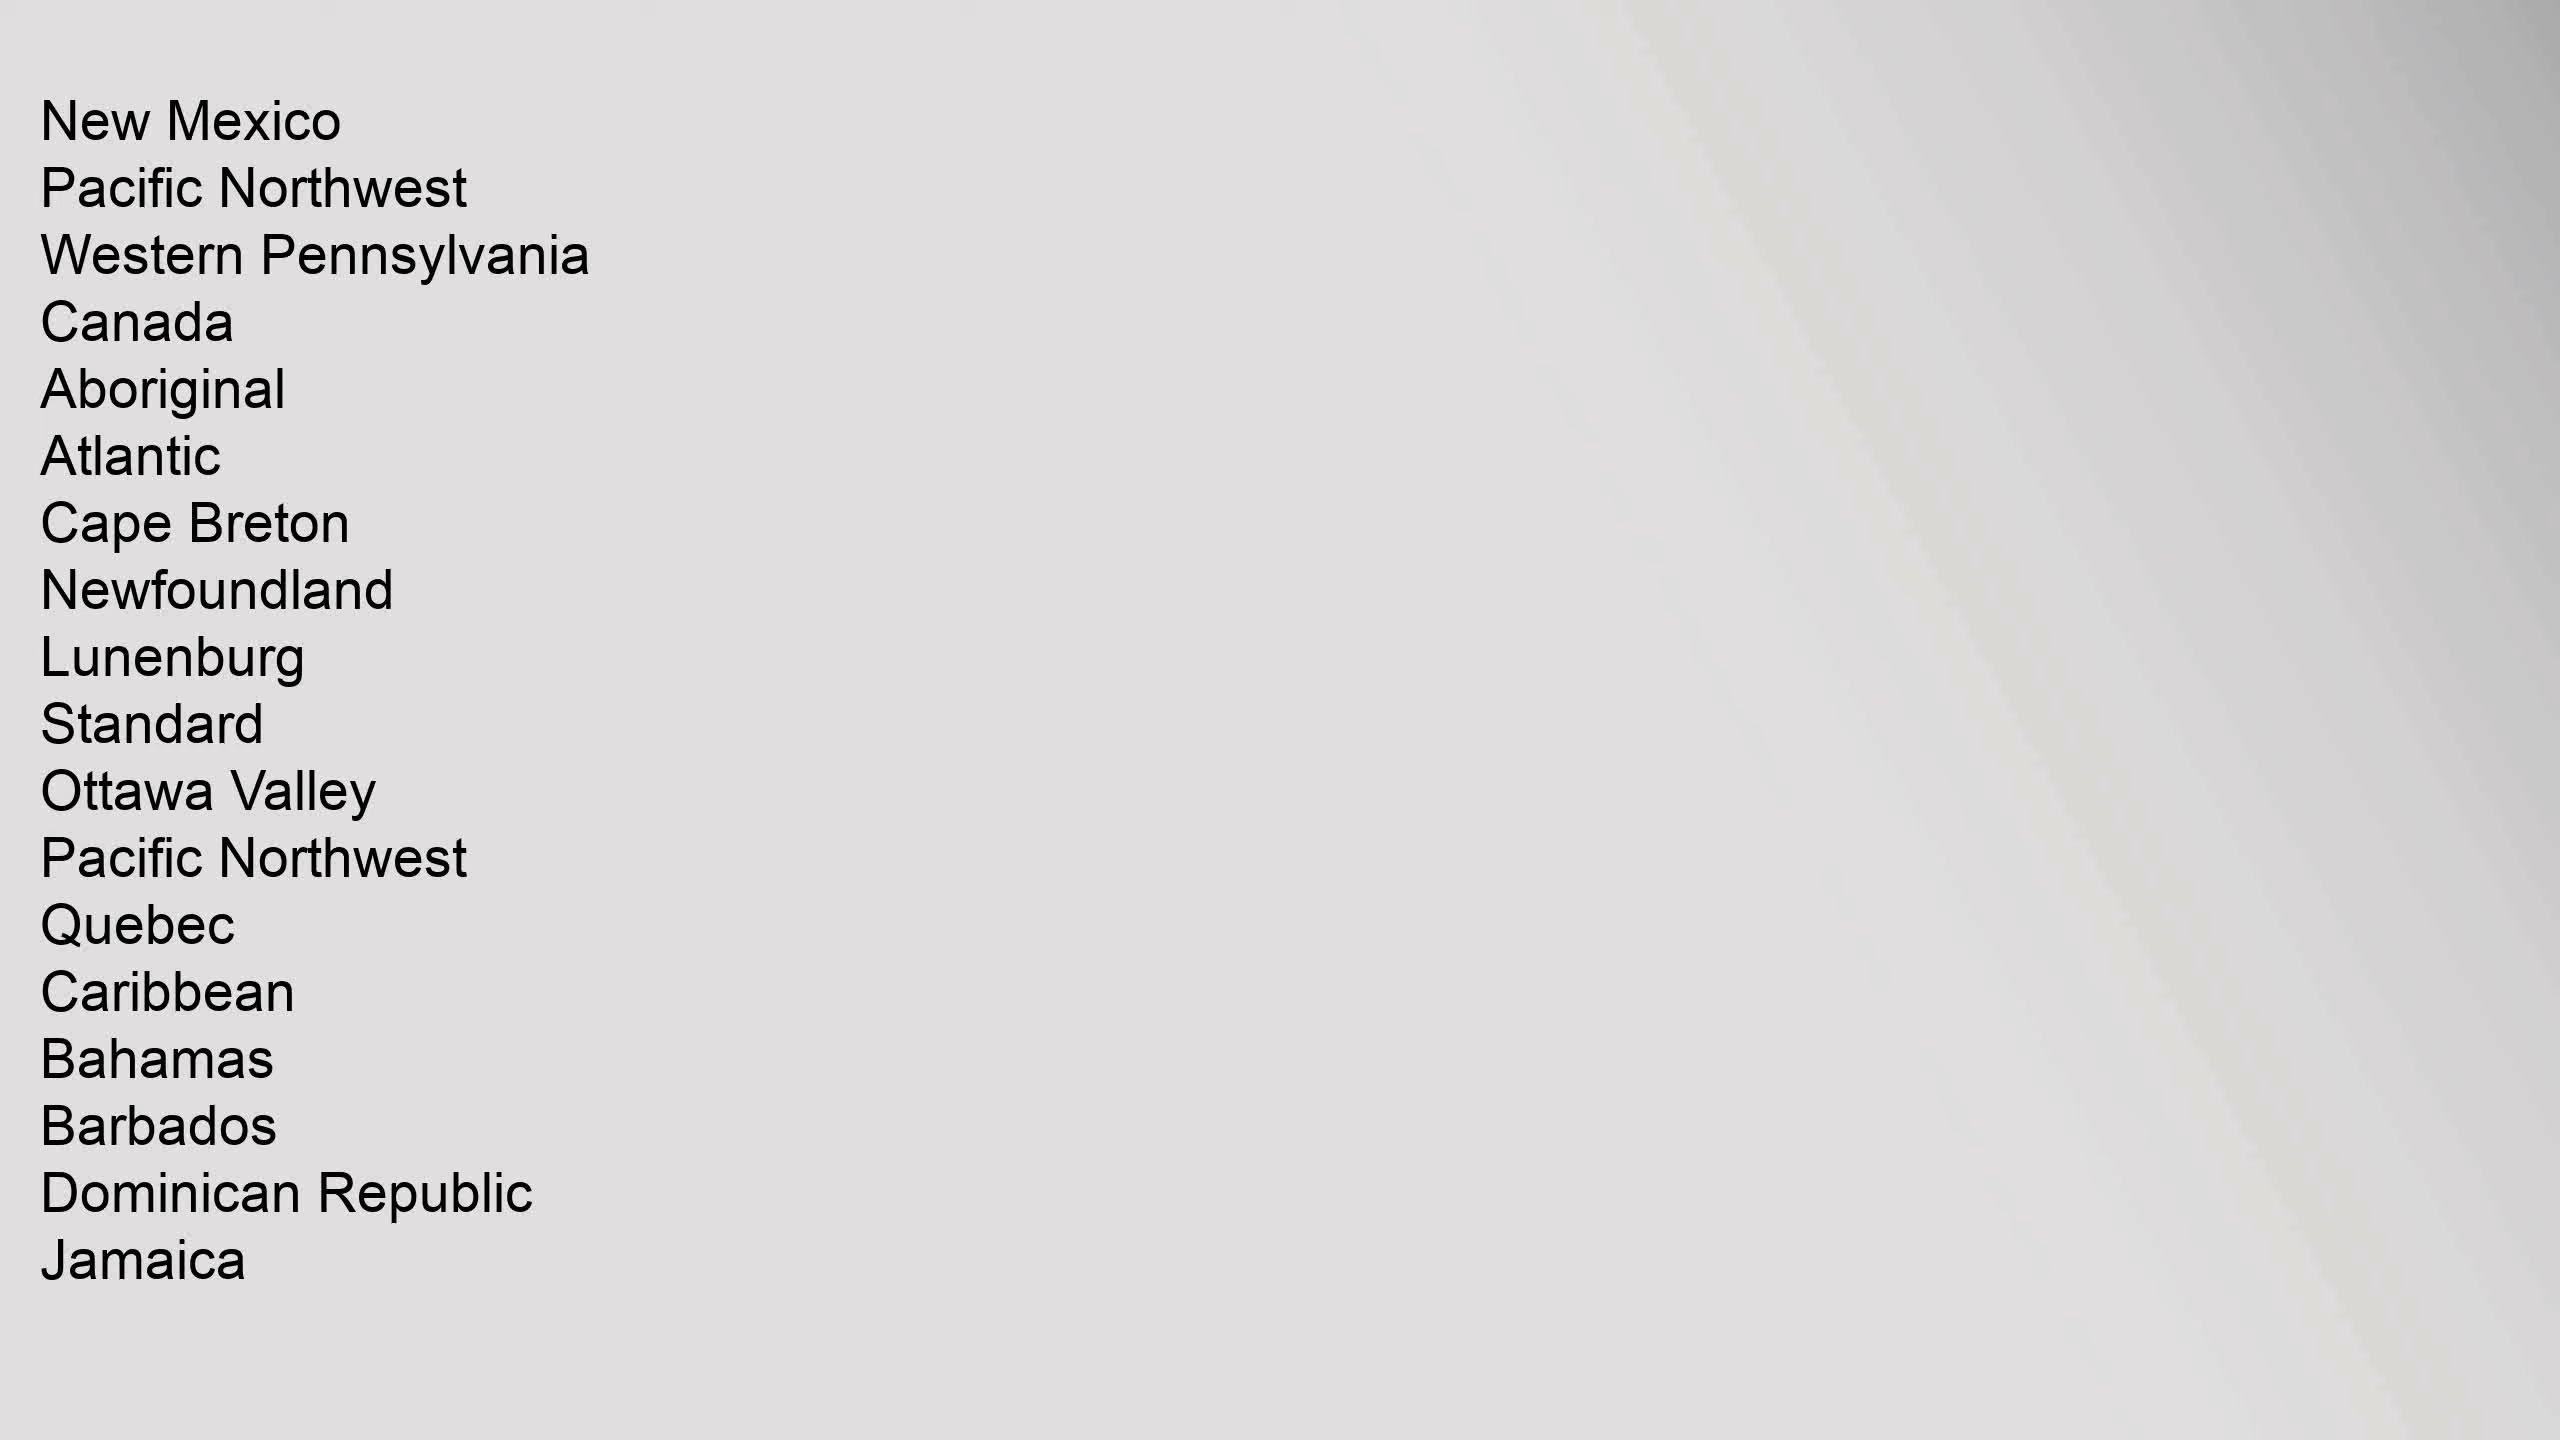 New Mexico
Pacific Northwest
Western Pennsylvania
Canada
Aboriginal
Atlantic
Cape Breton
Newfoundland
Lunenburg
Standard
Ottawa Valley
Pacific Northwest
Quebec
Caribbean
Bahamas
Barbados
Dominican Republic
Jamaica